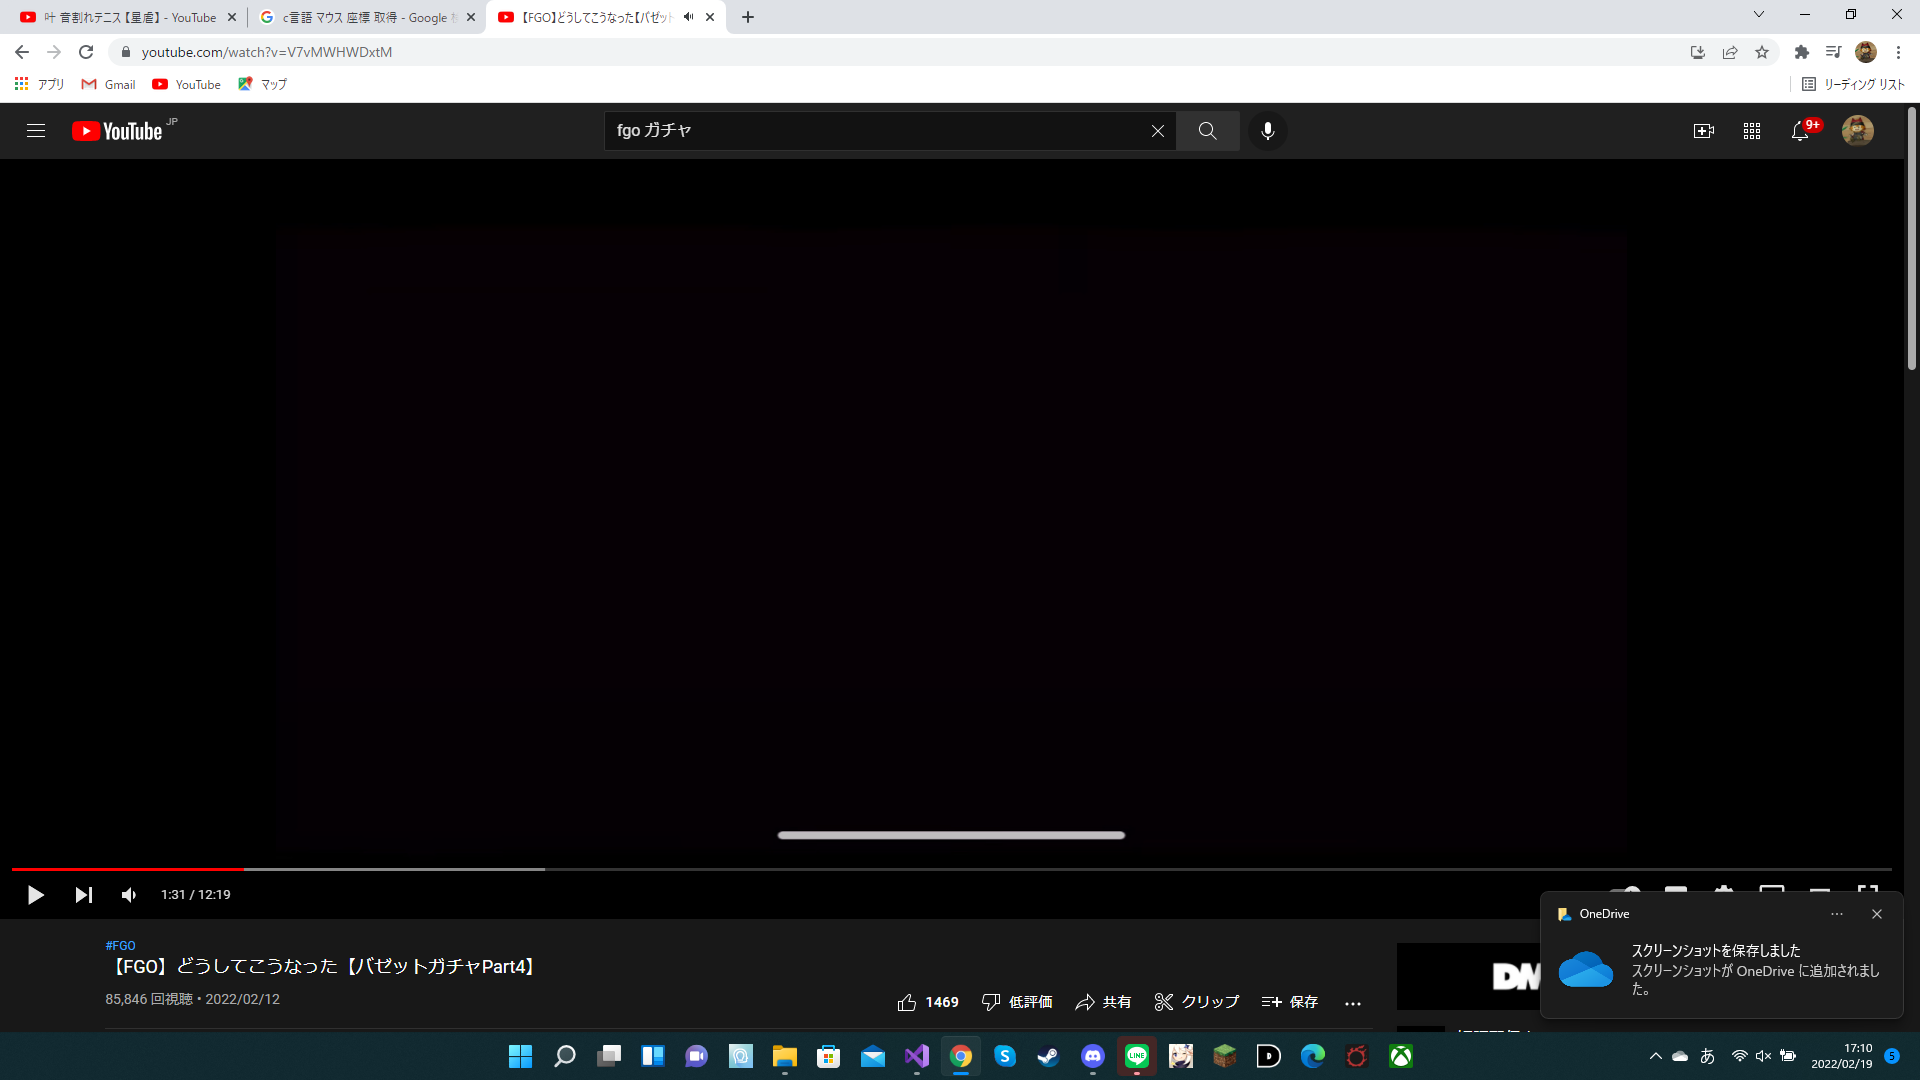 叶 音割れテニス【星虐】 - YouTube
c言語 マウス 座標 取得 - Google
【FGO】どうしてこうなった【バゼット
youtube.com/watch?v=V7vMWHWDxtM
アプリ
Gmail
YouTube
マップ
リーディング リスト
YouTube JP
fgo ガチャ
9+
1:31 / 12:19
#FGO
【FGO】どうしてこうなった【バゼットガチャPart4】
85,846 回視聴・2022/02/12
1469
低評価
共有
クリップ
保存
DM
OneDrive
スクリーンショットを保存しました
スクリーンショットが OneDrive に追加されまし
た。
LINE
あ
17:10
2022/02/19
5